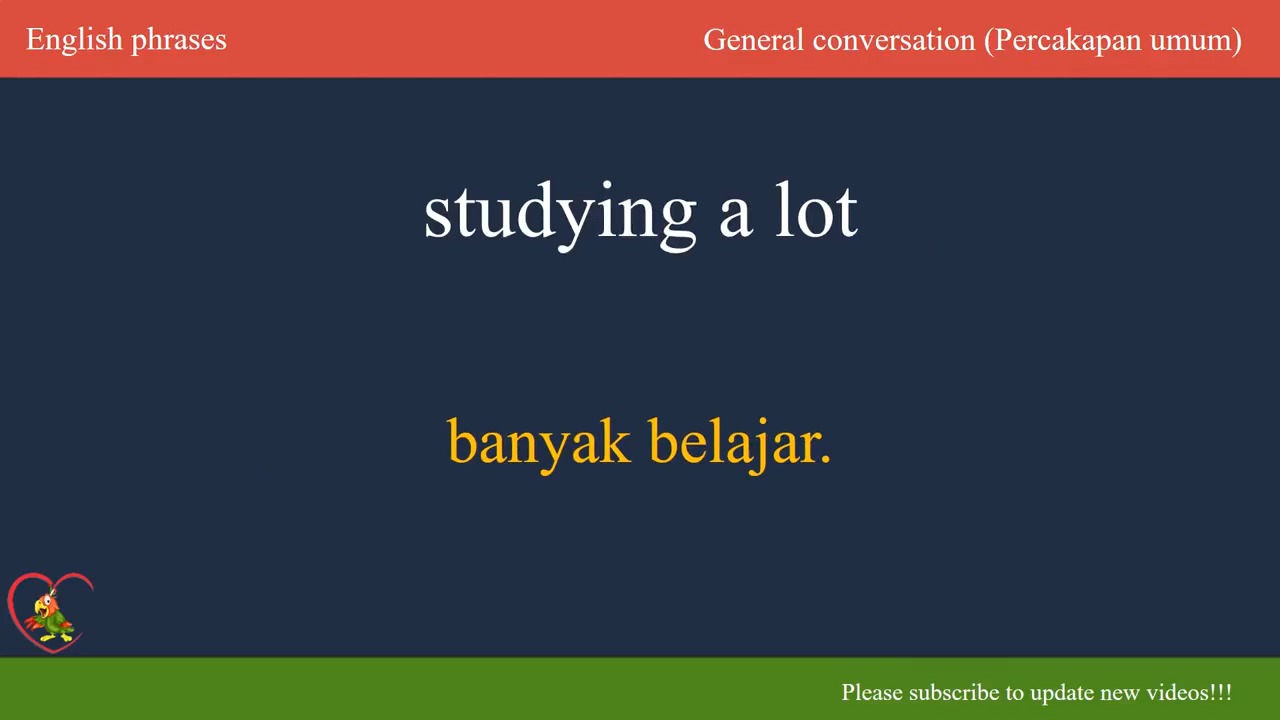 English phrases
General conversation (Percakapan umum)
studying a lot
banyak belajar.
Please subscribe to update new videos!!!